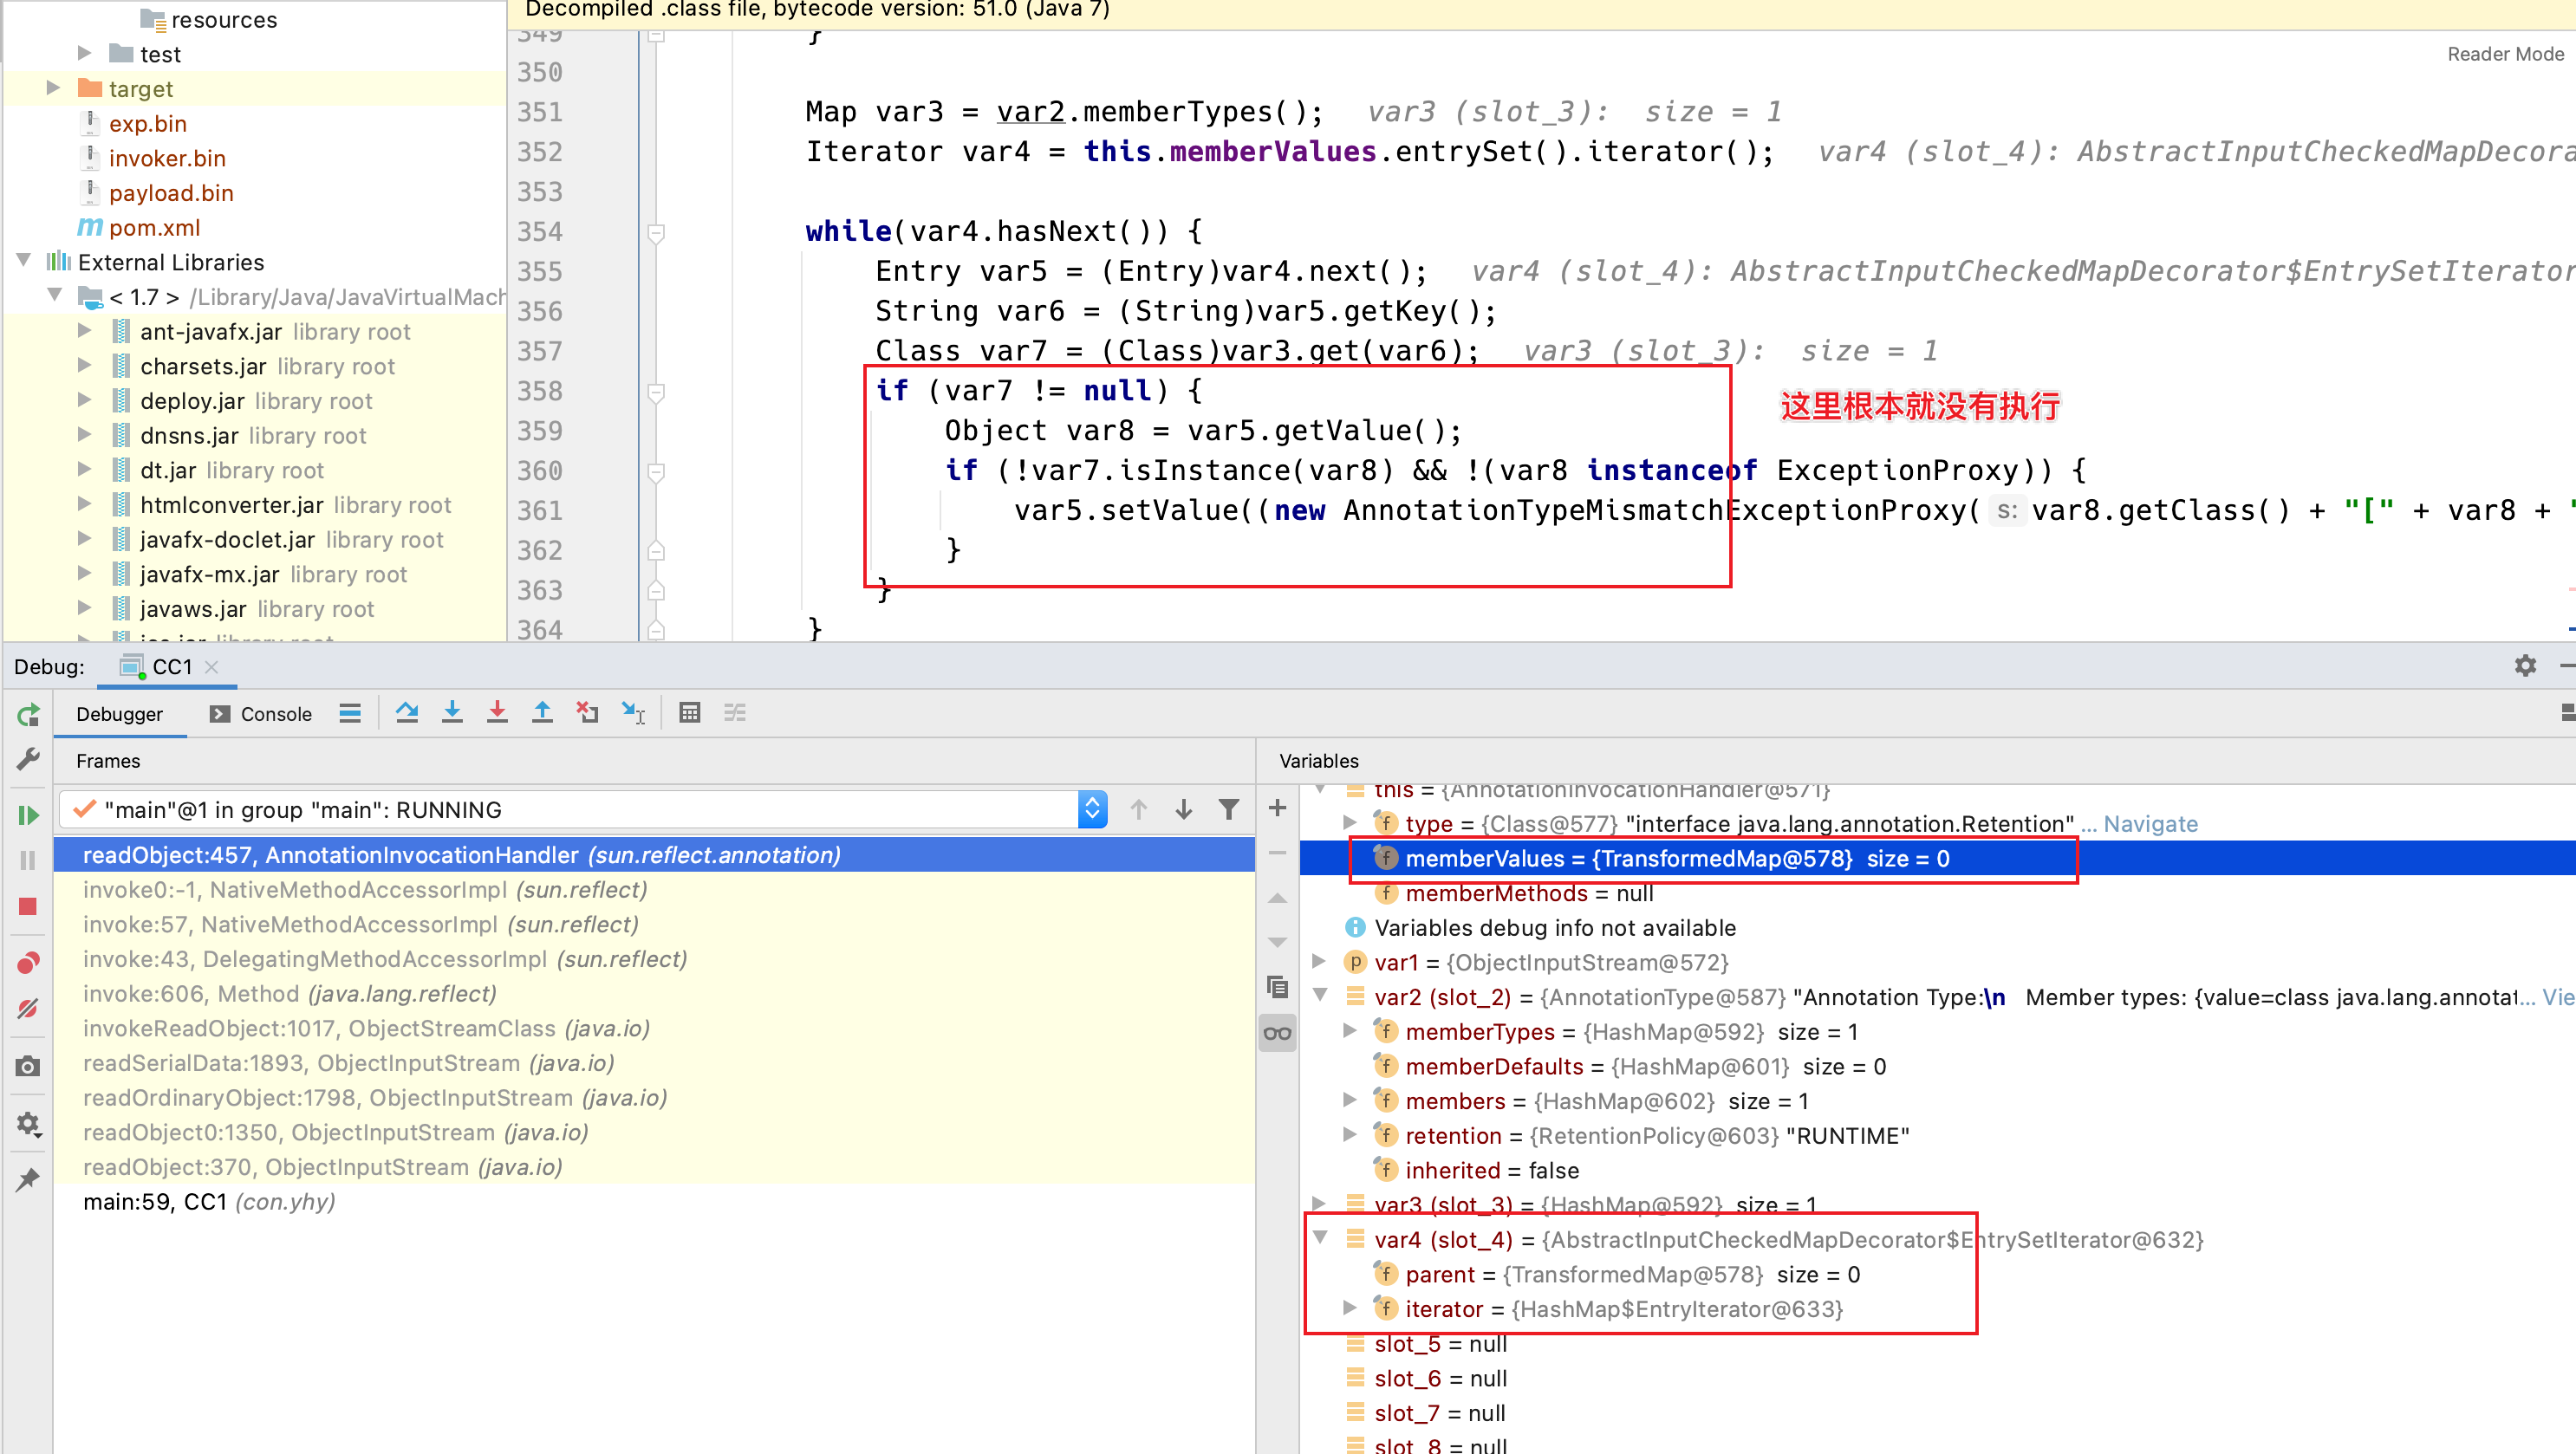 resources
test
target
exp.bin
invoker.bin
payload.bin
pom.xml
External Libraries
< 1.7 > /Library/Java/JavaVirtualMach
ant-javafx.jar library root
charsets.jar library root
deploy.jar library root
dnsns.jar library root
dt.jar library root
htmlconverter.jar library root
javafx-doclet.jar library root
javafx-mx.jar library root
javaws.jar library root
Decompiled .class file, bytecode version: 51.0 (Java 7)
Reader Mode
349 }
350
351 Map var3 = var2.memberTypes(); var3 (slot_3): size = 1
352 Iterator var4 = this.memberValues.entrySet().iterator(); var4 (slot_4): AbstractInputCheckedMapDecora
353
354 while(var4.hasNext()) {
355 Entry var5 = (Entry)var4.next(); var4 (slot_4): AbstractInputCheckedMapDecorator$EntrySetIterator
356 String var6 = (String)var5.getKey();
357 Class var7 = (Class)var3.get(var6); var3 (slot_3): size = 1
358 if (var7 != null) {
这里根本就没有执行
359 Object var8 = var5.getValue();
360 if (!var7.isInstance(var8) && !(var8 instanceof ExceptionProxy)) {
361 var5.setValue((new AnnotationTypeMismatchExceptionProxy( s: var8.getClass() + "[" + var8 + "
362 }
363 }
364 }
Debug: CC1
Debugger Console
Frames
"main"@1 in group "main": RUNNING
readObject:457, AnnotationInvocationHandler (sun.reflect.annotation)
invoke0:-1, NativeMethodAccessorImpl (sun.reflect)
invoke:57, NativeMethodAccessorImpl (sun.reflect)
invoke:43, DelegatingMethodAccessorImpl (sun.reflect)
invoke:606, Method (java.lang.reflect)
invokeReadObject:1017, ObjectStreamClass (java.io)
readSerialData:1893, ObjectInputStream (java.io)
readOrdinaryObject:1798, ObjectInputStream (java.io)
readObject0:1350, ObjectInputStream (java.io)
readObject:370, ObjectInputStream (java.io)
main:59, CC1 (con.yhy)
Variables
this = {AnnotationInvocationHandler@571}
type = {Class@577} "interface java.lang.annotation.Retention" ... Navigate
memberValues = {TransformedMap@578} size = 0
memberMethods = null
Variables debug info not available
var1 = {ObjectInputStream@572}
var2 (slot_2) = {AnnotationType@587} "Annotation Type:\n Member types: {value=class java.lang.annotat... Vie
memberTypes = {HashMap@592} size = 1
memberDefaults = {HashMap@601} size = 0
members = {HashMap@602} size = 1
retention = {RetentionPolicy@603} "RUNTIME"
inherited = false
var3 (slot_3) = {HashMap@592} size = 1
var4 (slot_4) = {AbstractInputCheckedMapDecorator$EntrySetIterator@632}
parent = {TransformedMap@578} size = 0
iterator = {HashMap$EntryIterator@633}
slot_5 = null
slot_6 = null
slot_7 = null
slot_8 = null